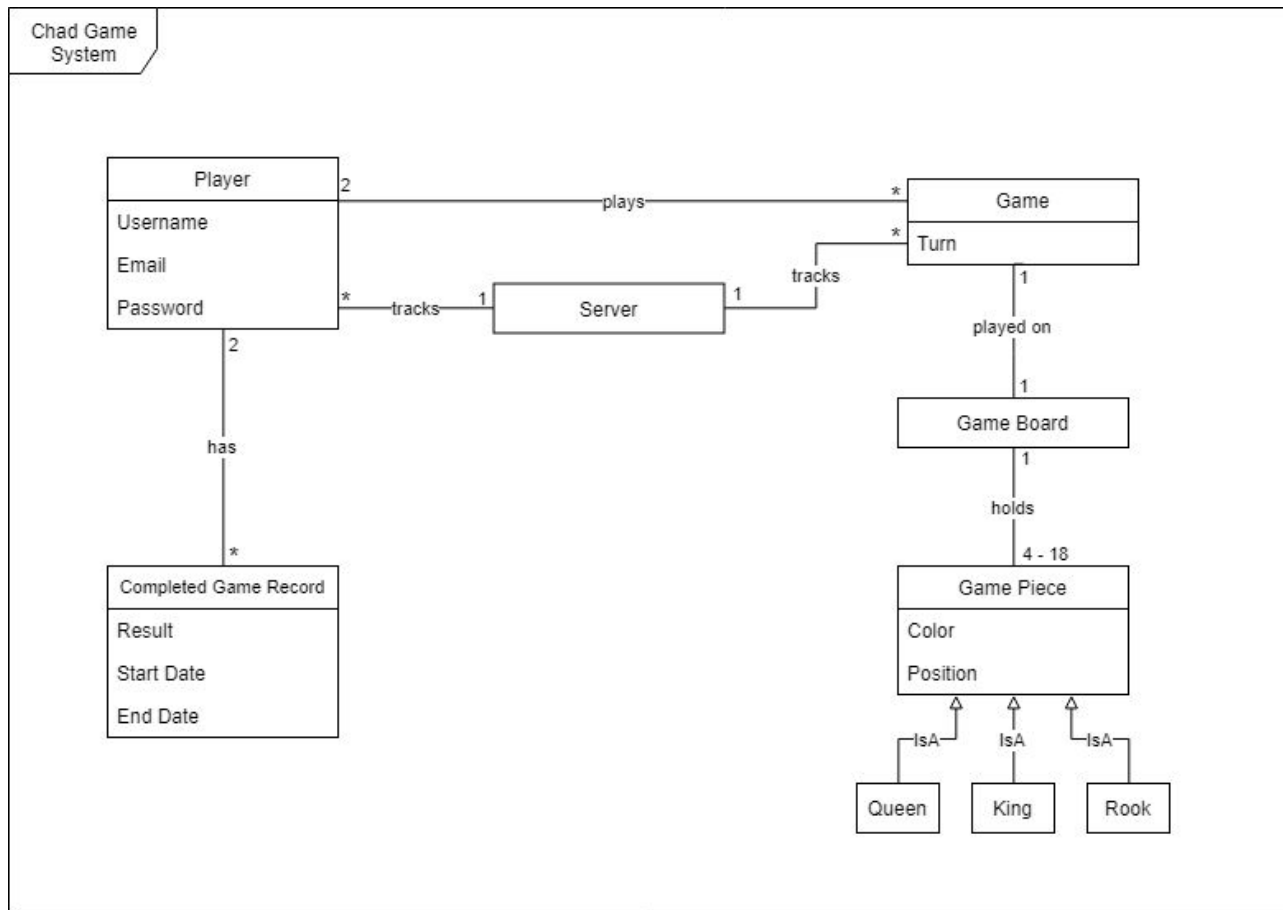 Chad Game
System
Player
Username
Email
Password
2
plays
*
Game
Turn
*
tracks
1
Server
1
tracks
*
1
played on
1
Game Board
1
holds
4 - 18
Game Piece
Color
Position
2
has
*
Completed Game Record
Result
Start Date
End Date
IsA
IsA
IsA
Queen
King
Rook